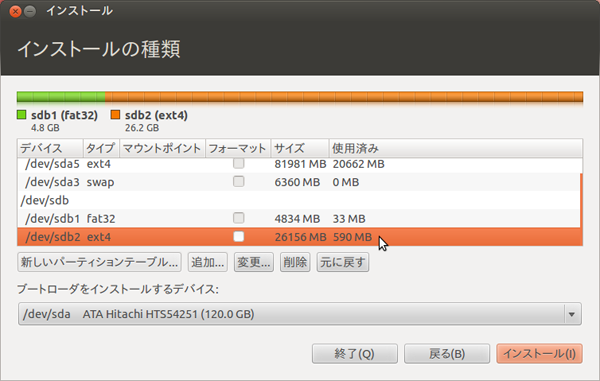 インストール
インストールの種類
sdb1 (fat32) sdb2 (ext4)
4.8 GB 26.2 GB
デバイス タイプ マウントポイント フォーマット サイズ 使用済み
/dev/sda5 ext4 81981 MB 20662 MB
/dev/sda3 swap 6360 MB 0 MB
/dev/sdb
/dev/sdb1 fat32 4834 MB 33 MB
/dev/sdb2 ext4 26156 MB 590 MB
新しいパーティションテーブル... 追加... 変更... 削除 元に戻す
ブートローダをインストールするデバイス:
/dev/sda ATA Hitachi HTS54251 (120.0 GB)
終了(Q) 戻る(B) インストール(I)